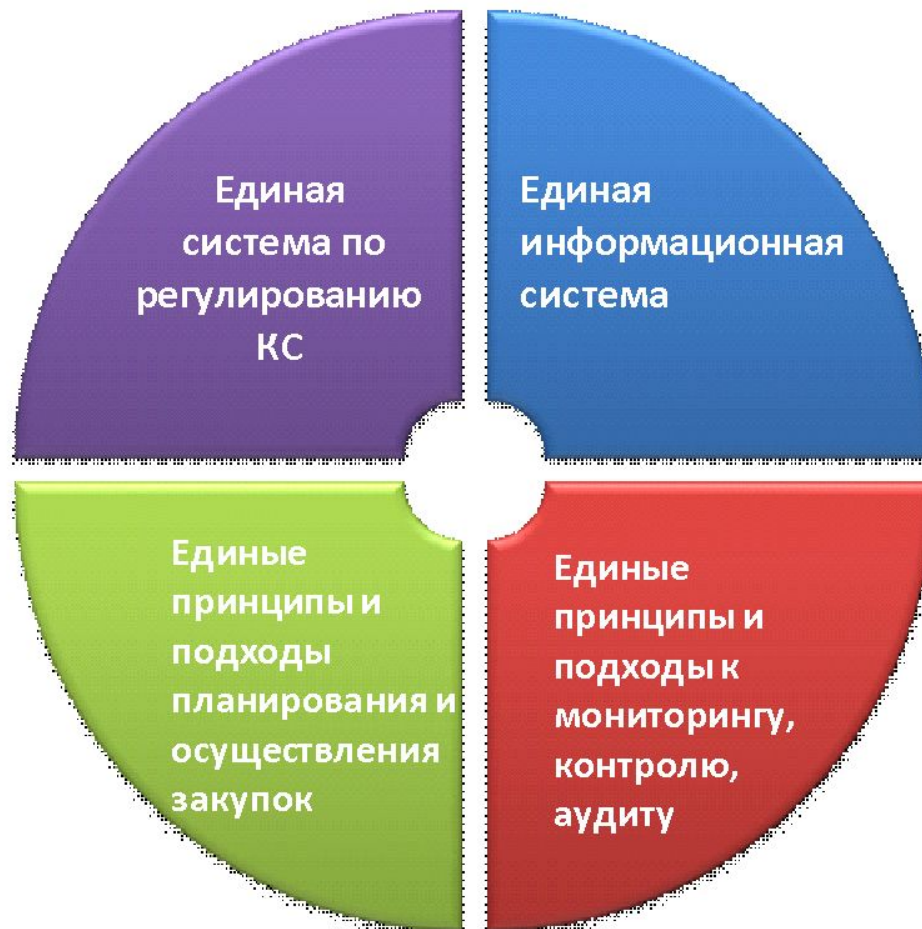 Единая
система по
регулированию
КС
Единая
информационная
система
Единые
принципы и
подходы
планирования и
осуществления
закупок
Единые
принципы и
подходы к
мониторингу,
контролю,
аудиту